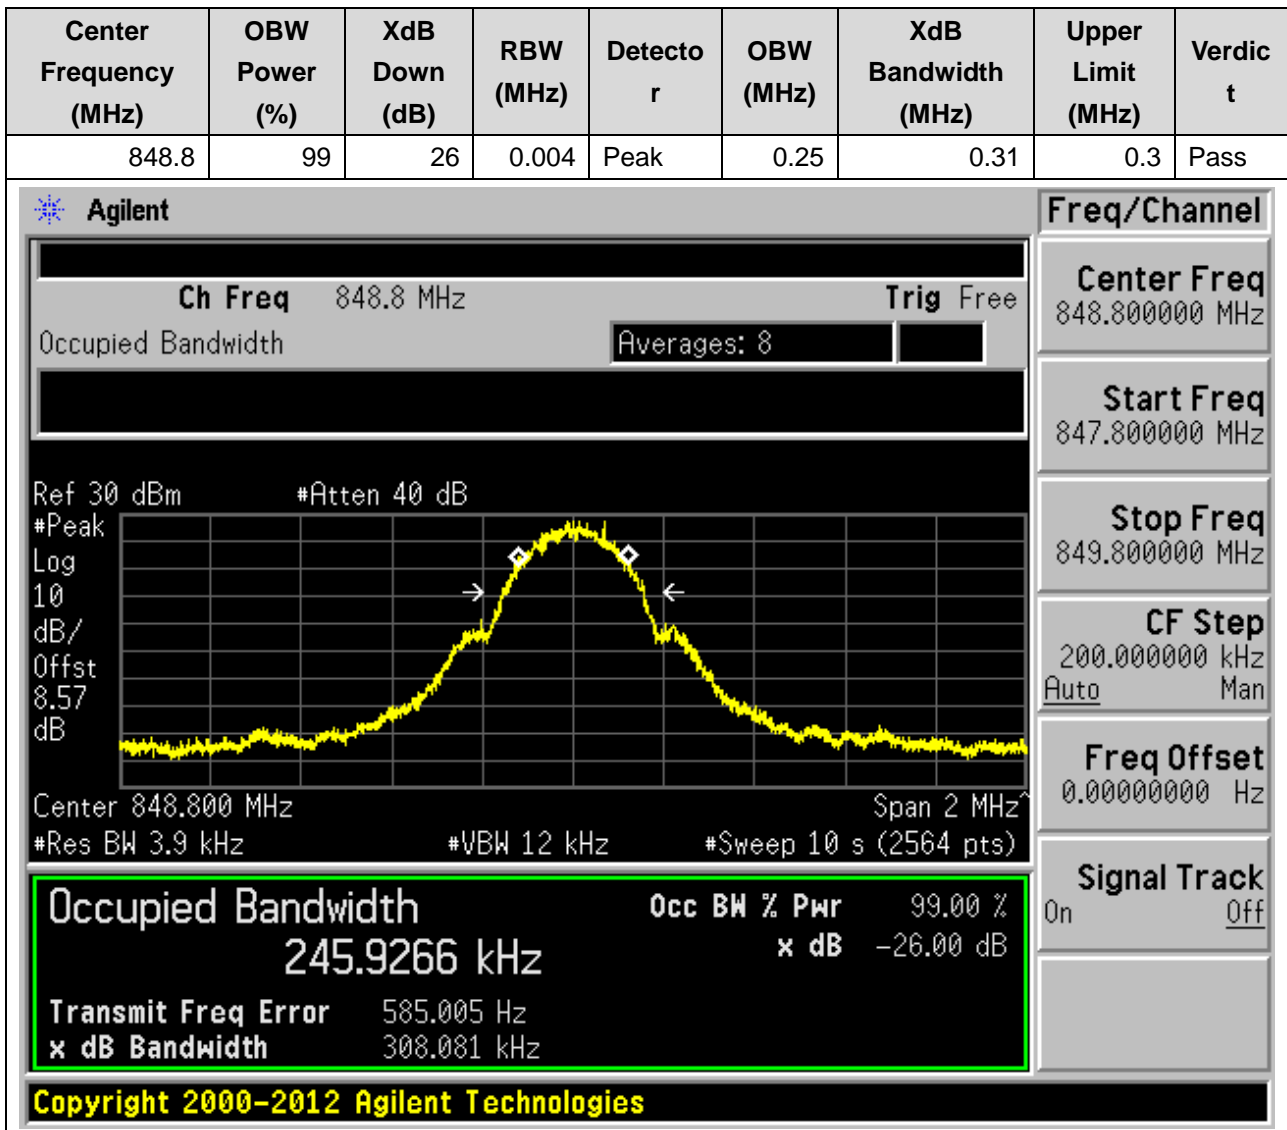 Center Frequency (MHz) OBW Power (%) XdB Down (dB) RBW (MHz) Detecto r OBW (MHz) XdB Bandwidth (MHz) Upper Limit (MHz) Verdic t
848.8 99 26 0.004 Peak 0.25 0.31 0.3 Pass
Agilent
Ch Freq 848.8 MHz Trig Free
Occupied Bandwidth Averages: 8
Ref 30 dBm #Atten 40 dB
#Peak
Log
10
dB/
Offst
8.57
dB
Center 848.800 MHz Span 2 MHz^
#Res BW 3.9 kHz #VBW 12 kHz #Sweep 10 s (2564 pts)
Occupied Bandwidth Occ BW % Pwr 99.00 %
245.9266 kHz x dB -26.00 dB
Transmit Freq Error 585.005 Hz
x dB Bandwidth 308.081 kHz
Copyright 2000-2012 Agilent Technologies
Freq/Channel
Center Freq
848.800000 MHz
Start Freq
847.800000 MHz
Stop Freq
849.800000 MHz
CF Step
200.000000 kHz
Auto Man
Freq Offset
0.00000000 Hz
Signal Track
On Off